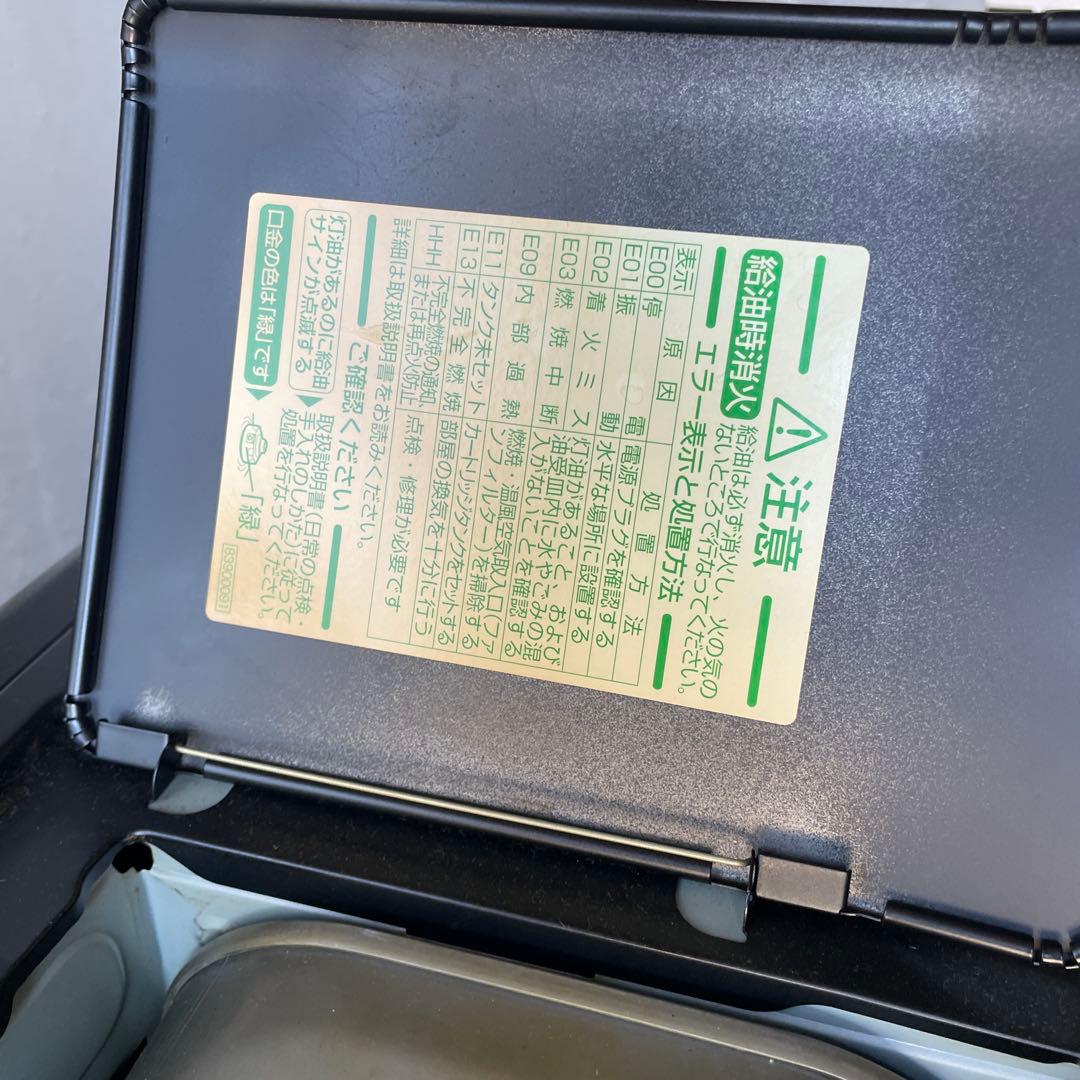 ⚠注意
給油時消火
給油は必ず消火し、火の気の
ないところで行なってください。
エラー表示と処置方法
表示 原因 処置方法
E00 停電 電源プラグを確認する
E01 振動 水平な場所に設置する
E02 着火ミス 灯油があること、および
E03 燃焼中断 油受皿内に水やごみの混
入がないことを確認する
E09 内部過熱 燃焼・温風空気取入口(ファ
ンフィルター)を掃除する
E11 タンク未セット カートリッジタンクをセットする
E13 不完全燃焼 部屋の換気を十分に行う
HHH 不完全燃焼の通知、
または再点火防止 点検・修理が必要です
詳細は取扱説明書をお読みください。
ご確認ください
灯油があるのに給油
サインが点滅する
取扱説明書「日常の点検・
手入れのしかた」に従って
処置を行なってください。
口金の色は「緑」です
「緑」
B3900091